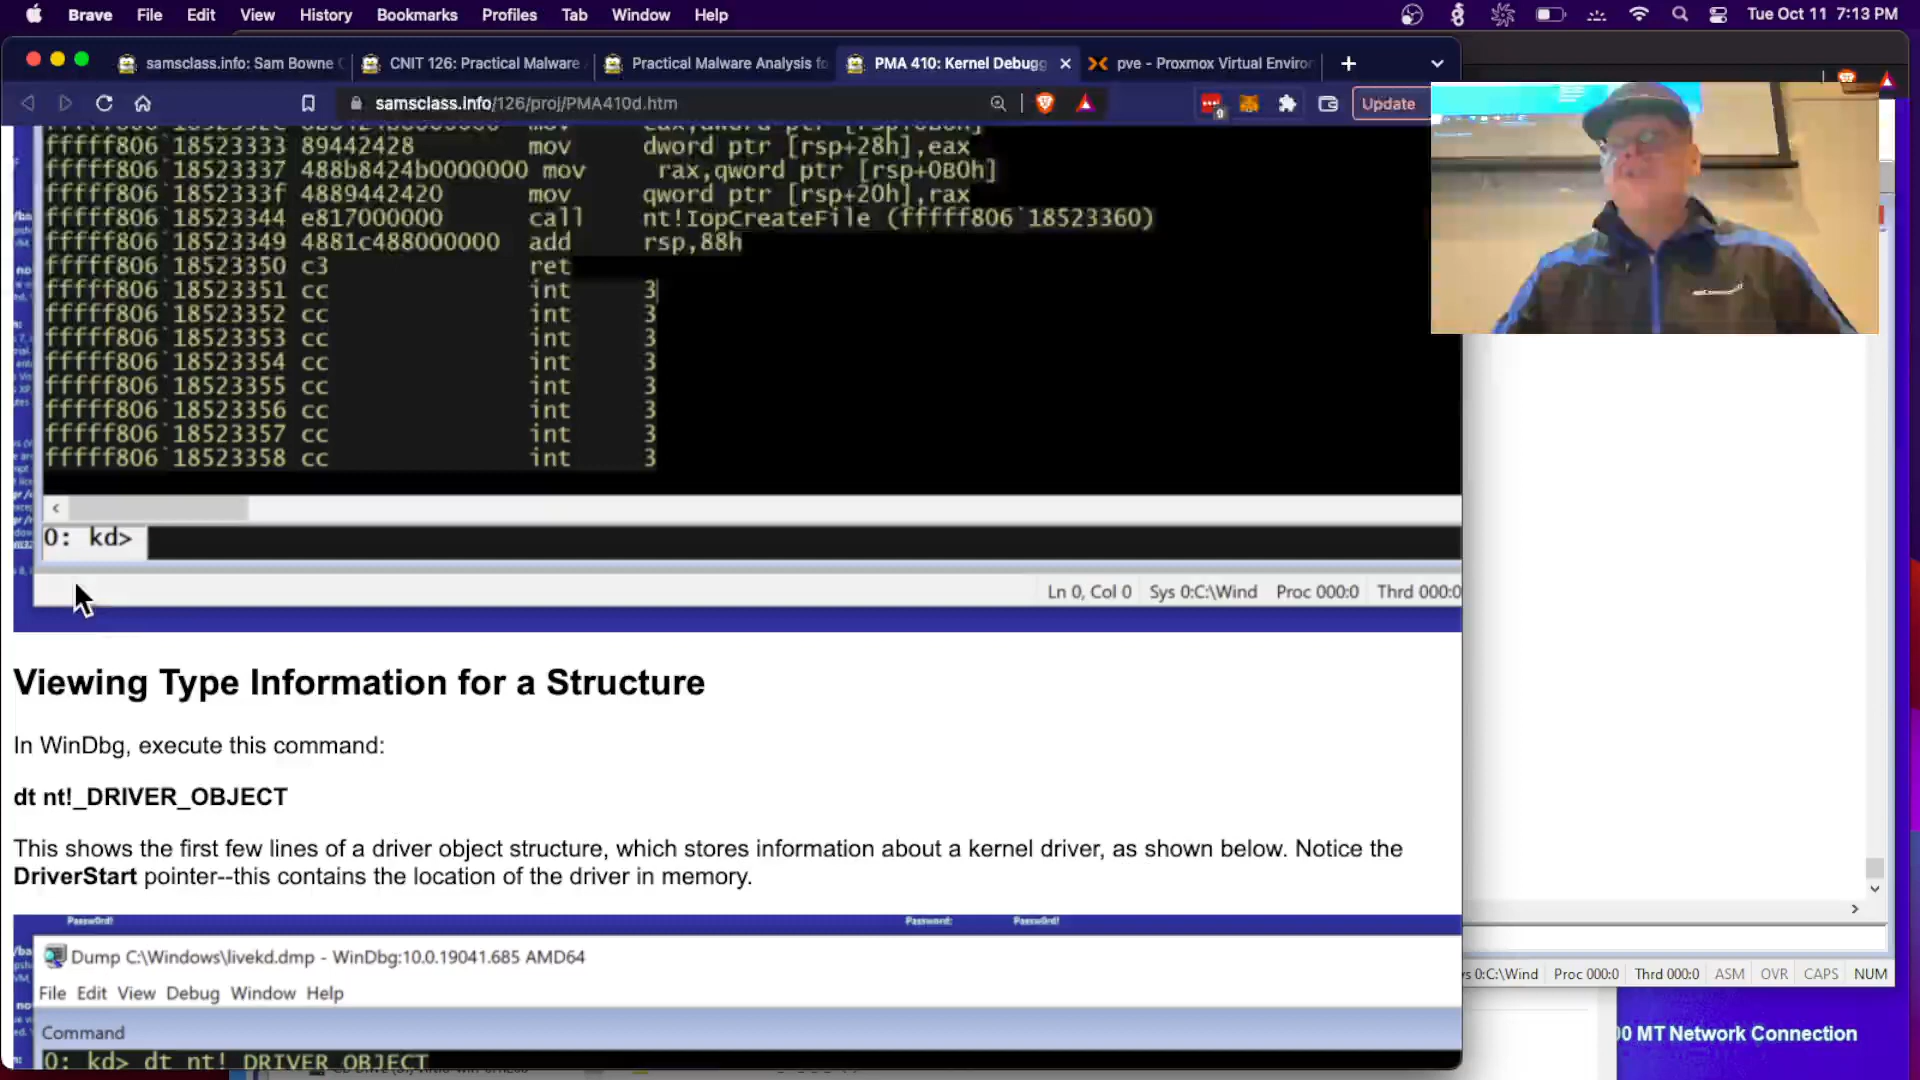 Brave File Edit View History Bookmarks Profiles Tab Window Help Tue Oct 11 7:13 PM
samsclass.info: Sam Bowne CNIT 126: Practical Malware Practical Malware Analysis fo PMA 410: Kernel Debugg pve - Proxmox Virtual Environ
samsclass.info/126/proj/PMA410d.htm Update
fffff806`18523333 89442428 mov dword ptr [rsp+28h],eax
fffff806`18523337 488b8424b0000000 mov rax,qword ptr [rsp+0B0h]
fffff806`1852333f 4889442420 mov qword ptr [rsp+20h],rax
fffff806`18523344 e817000000 call nt!IopCreateFile (fffff806`18523360)
fffff806`18523349 4881c488000000 add rsp,88h
fffff806`18523350 c3 ret
fffff806`18523351 cc int 3
fffff806`18523352 cc int 3
fffff806`18523353 cc int 3
fffff806`18523354 cc int 3
fffff806`18523355 cc int 3
fffff806`18523356 cc int 3
fffff806`18523357 cc int 3
fffff806`18523358 cc int 3
0: kd>
Ln 0, Col 0 Sys 0:C:\Wind Proc 000:0 Thrd 000:0
Viewing Type Information for a Structure
In WinDbg, execute this command:
dt nt!_DRIVER_OBJECT
This shows the first few lines of a driver object structure, which stores information about a kernel driver, as shown below. Notice the
DriverStart pointer--this contains the location of the driver in memory.
Passw0rd! Password: Passw0rd!
Dump C:\Windows\livekd.dmp - WinDbg:10.0.19041.685 AMD64
File Edit View Debug Window Help
Command
0: kd> dt nt!_DRIVER_OBJECT
s 0:C:\Wind Proc 000:0 Thrd 000:0 ASM OVR CAPS NUM
00 MT Network Connection